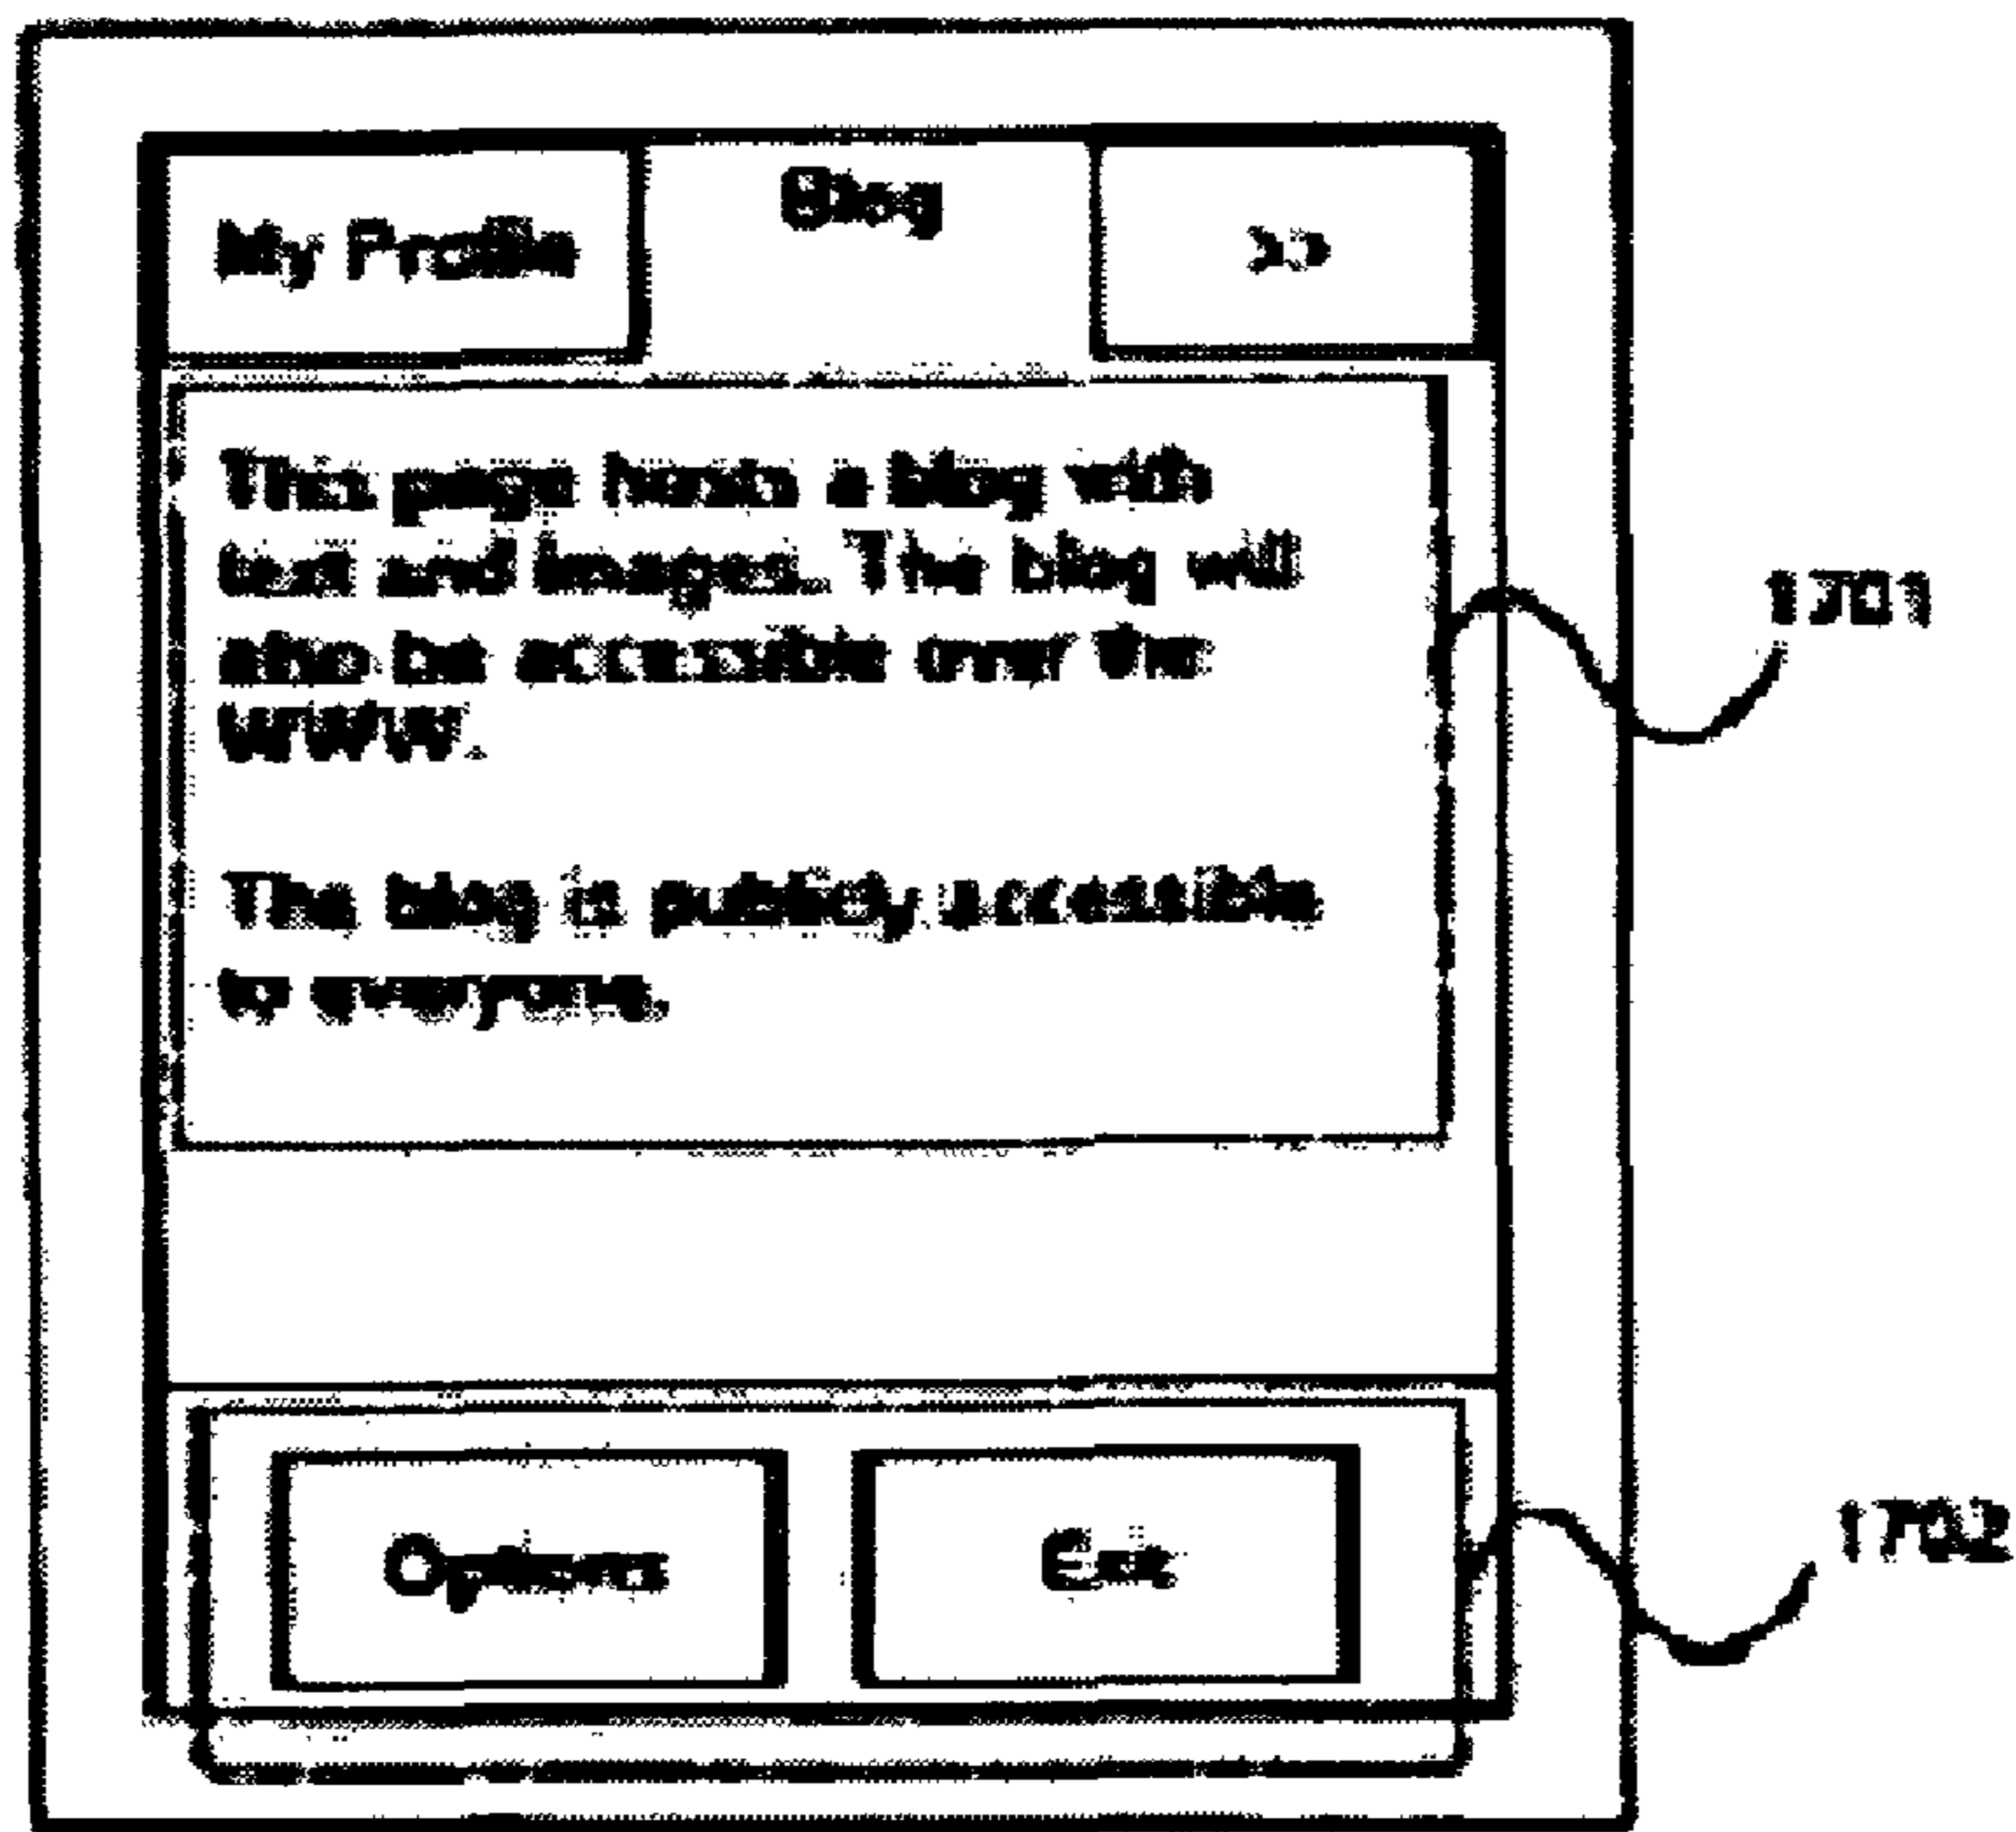 My Profile
Blog
>>
This page hosts a blog with
text and images. The blog will
also be accessible over the
WWW.
The blog is publicly accessible
to everyone.
1701
Options
Exit
1702